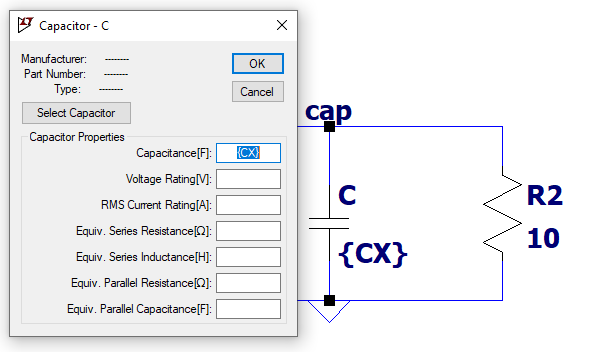 Capacitor - C
Manufacturer: --------
Part Number: --------
Type: --------
OK
Cancel
Select Capacitor
Capacitor Properties
Capacitance[F]: {CX}
Voltage Rating[V]:
RMS Current Rating[A]:
Equiv. Series Resistance[Ω]:
Equiv. Series Inductance[H]:
Equiv. Parallel Resistance[Ω]:
Equiv. Parallel Capacitance[F]:
cap
C
{CX}
R2
10